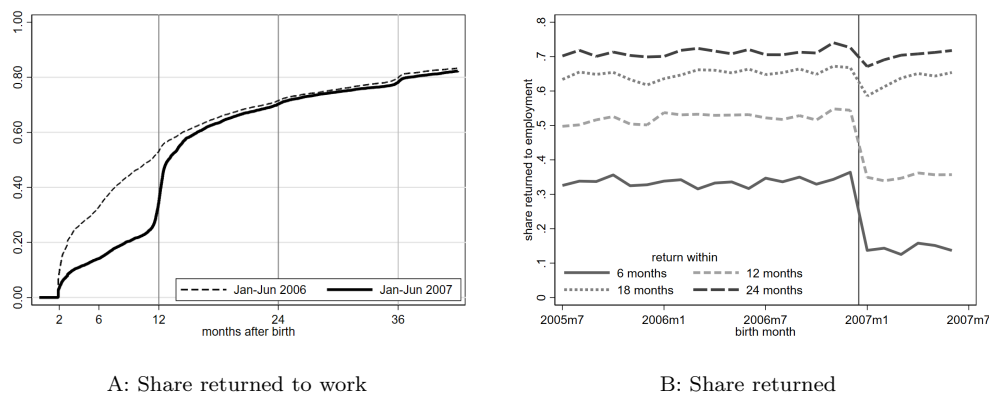 1.00
0.80
0.60
0.40
0.20
0.00
Jan-Jun 2006
Jan-Jun 2007
2
6
12
24
36
months after birth
A: Share returned to work
share returned to employment
.8
.7
.6
.5
.4
.3
.2
.1
0
return within
6 months
12 months
18 months
24 months
2005m7
2006m1
2006m7
2007m1
2007m7
birth month
B: Share returned